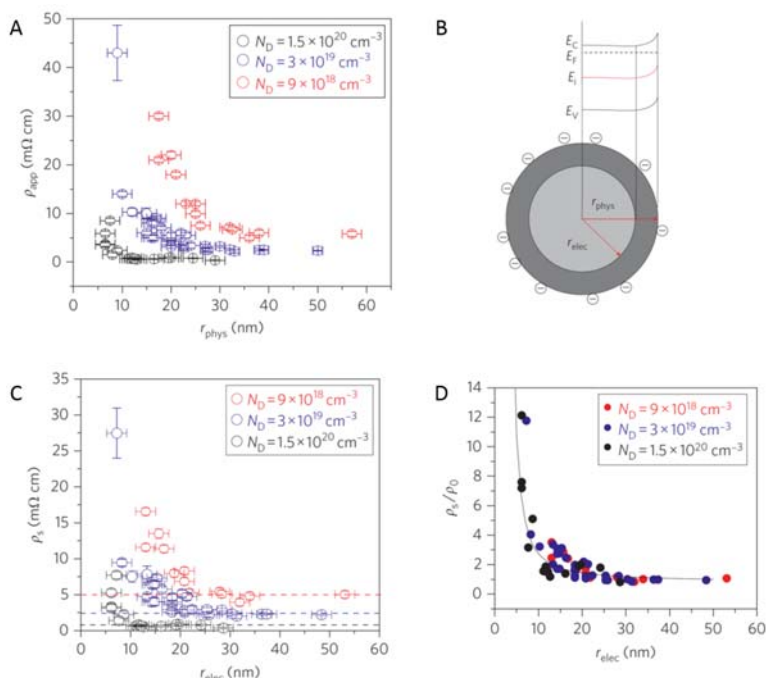 A
50
40
30
20
10
0
ρapp (mΩ cm)
N_D = 1.5 × 10^20 cm^−3
N_D = 3 × 10^19 cm^−3
N_D = 9 × 10^18 cm^−3
0 10 20 30 40 50 60
r_phys (nm)
B
E_C
E_F
E_i
E_V
r_phys
r_elec
C
35
30
25
20
15
10
5
0
ρ_s (mΩ cm)
N_D = 9 × 10^18 cm^−3
N_D = 3 × 10^19 cm^−3
N_D = 1.5 × 10^20 cm^−3
0 10 20 30 40 50 60
r_elec (nm)
D
14
12
10
8
6
4
2
0
ρ_s/ρ_0
N_D = 9 × 10^18 cm^−3
N_D = 3 × 10^19 cm^−3
N_D = 1.5 × 10^20 cm^−3
0 10 20 30 40 50 60
r_elec (nm)